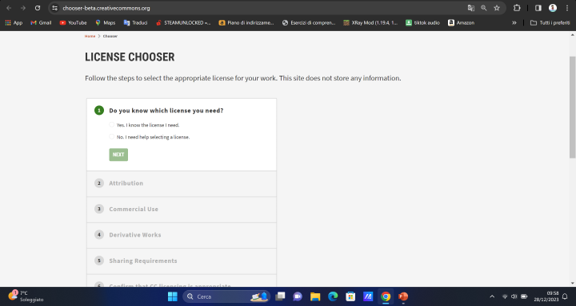 chooser-beta.creativecommons.org
App Gmail YouTube Maps Traduci STEAMUNLOCKED «... Piano di indirizzame... Esercizi di compren... XRay Mod (1.19.4, 1... tiktok audio Amazon » Tutti i preferiti
Home > Chooser
LICENSE CHOOSER
Follow the steps to select the appropriate license for your work. This site does not store any information.
1 Do you know which license you need?
Yes, I know the license I need.
No, I need help selecting a license.
NEXT
2 Attribution
3 Commercial Use
4 Derivative Works
5 Sharing Requirements
6 Confirm that CC licensing is appropriate
Soleggiato
Cerca
03:58
28/12/2023